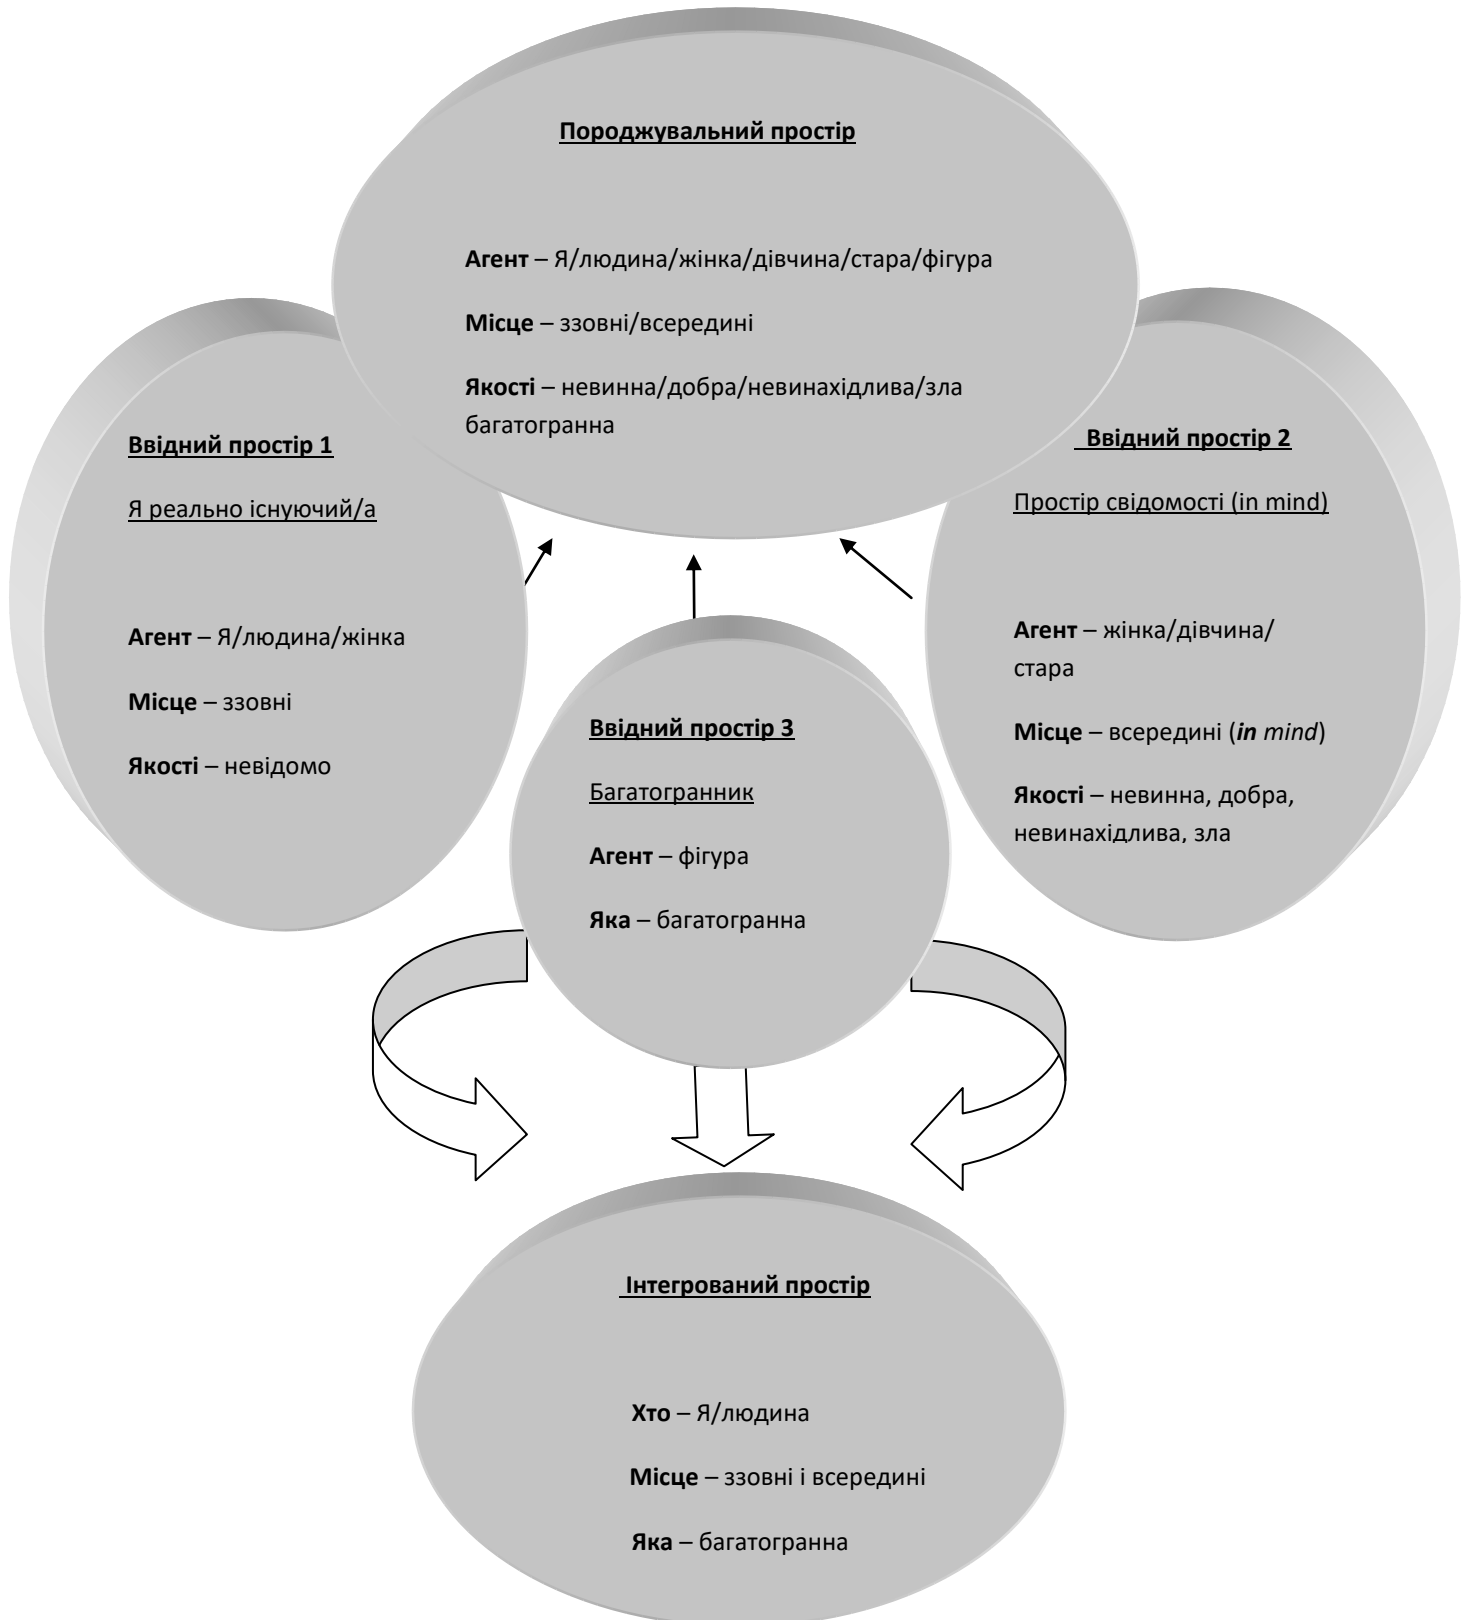 Породжувальний простір
Агент – Я/людина/жінка/дівчина/стара/фігура
Місце – ззовні/всередині
Якості – невинна/добра/невинахідлива/зла
багатогранна
Ввідний простір 1
Я реально існуючий/а
Агент – Я/людина/жінка
Місце – ззовні
Якості – невідомо
Ввідний простір 2
Простір свідомості (in mind)
Агент – жінка/дівчина/
стара
Місце – всередині (in mind)
Якості – невинна, добра,
невинахідлива, зла
Ввідний простір 3
Багатогранник
Агент – фігура
Яка – багатогранна
Інтегрований простір
Хто – Я/людина
Місце – ззовні і всередині
Яка – багатогранна